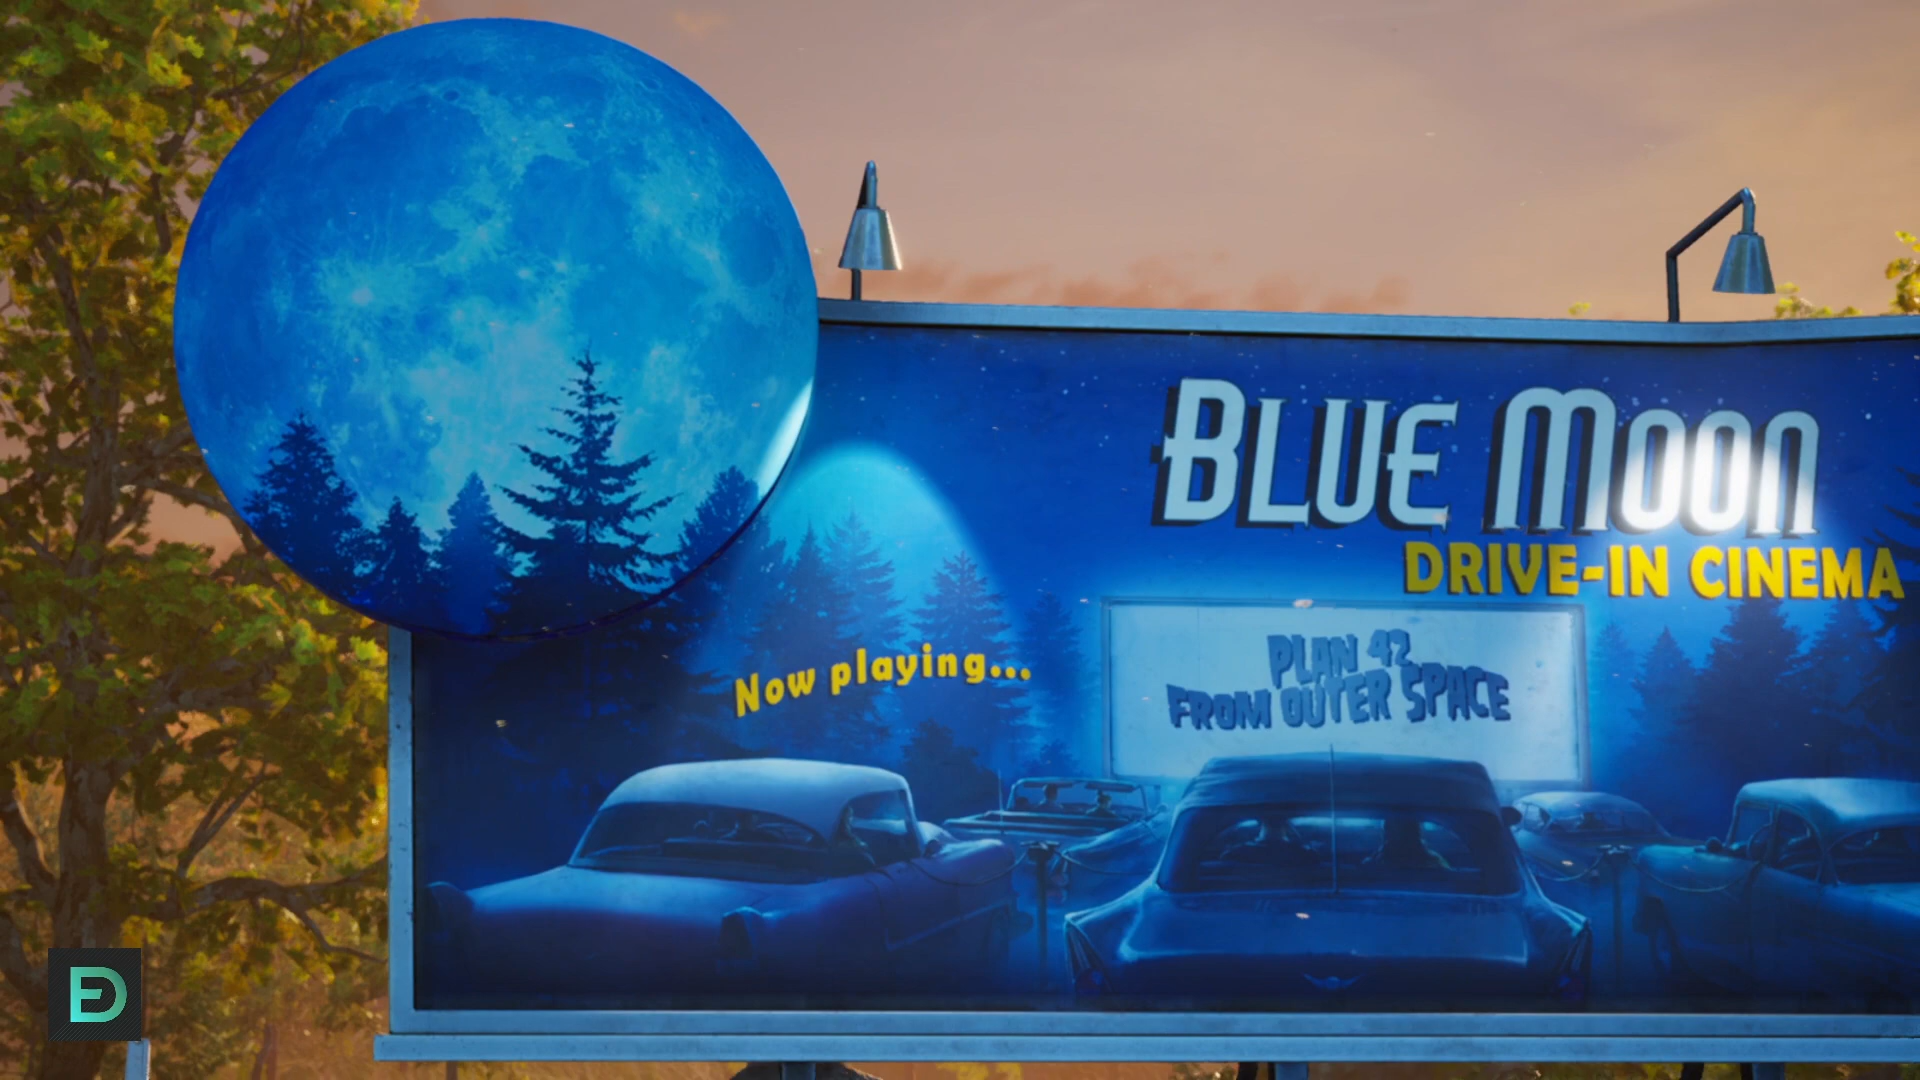 BLUE MOON
DRIVE-IN CINEMA
Now playing...
PLAN 42
FROM OUTER SPACE